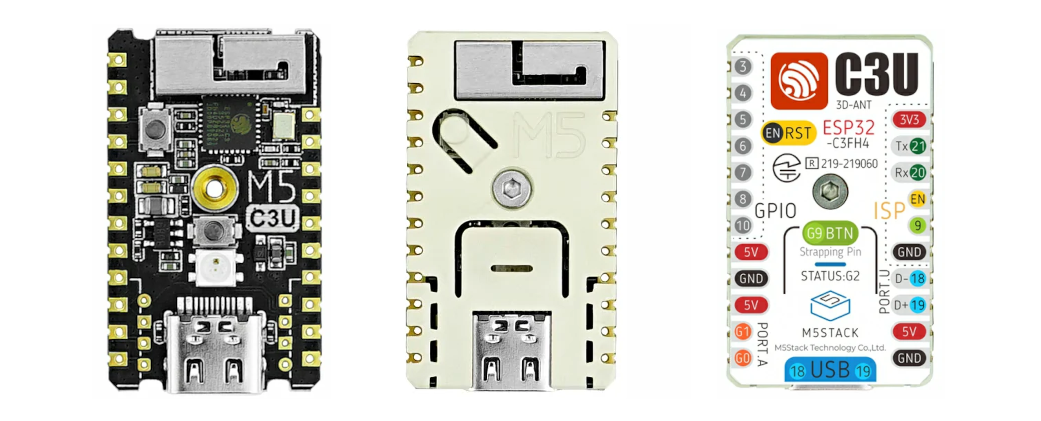 M5
C3U
M5
C3U
3D-ANT
3
4
5
6
7
8
10
GPIO
5V
GND
5V
G1
G0
PORT.A
EN RST
ESP32
-C3FH4
R 219-219060
3V3
Tx 21
Rx 20
EN
9
GND
ISP
G9 BTN
Strapping Pin
STATUS:G2
D- 18
D+ 19
5V
GND
PORT.U
M5STACK
M5Stack Technology Co.,Ltd.
18 USB 19